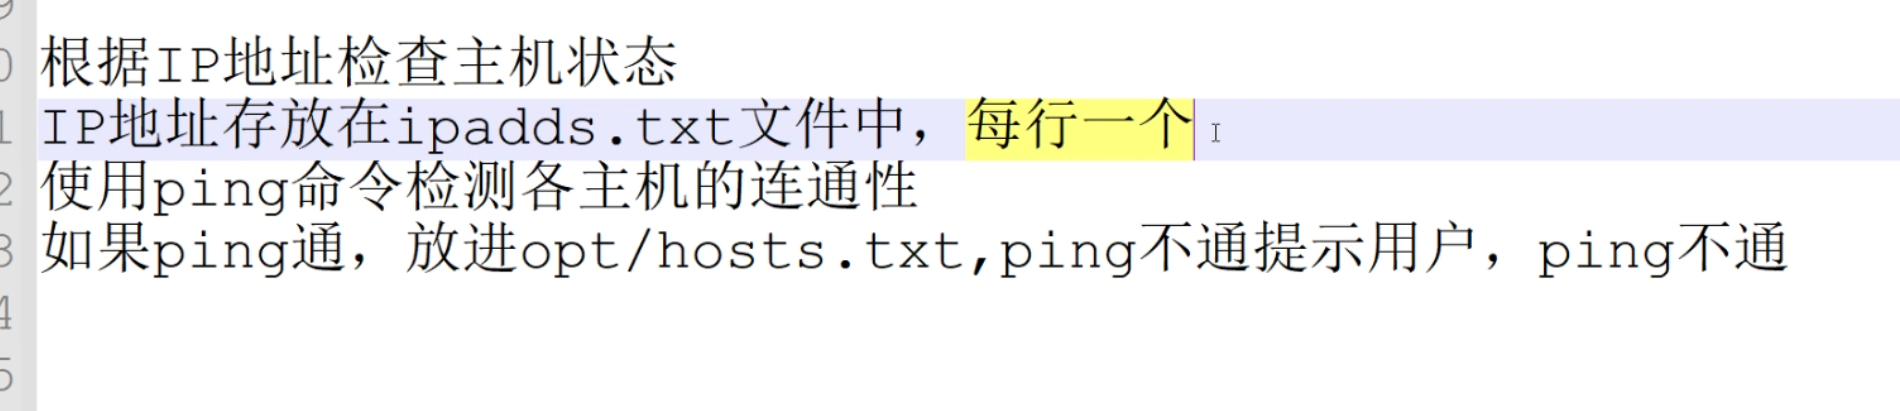 根据IP地址检查主机状态
IP地址存放在ipadds.txt文件中，每行一个
使用ping命令检测各主机的连通性
如果ping通，放进opt/hosts.txt,ping不通提示用户，ping不通